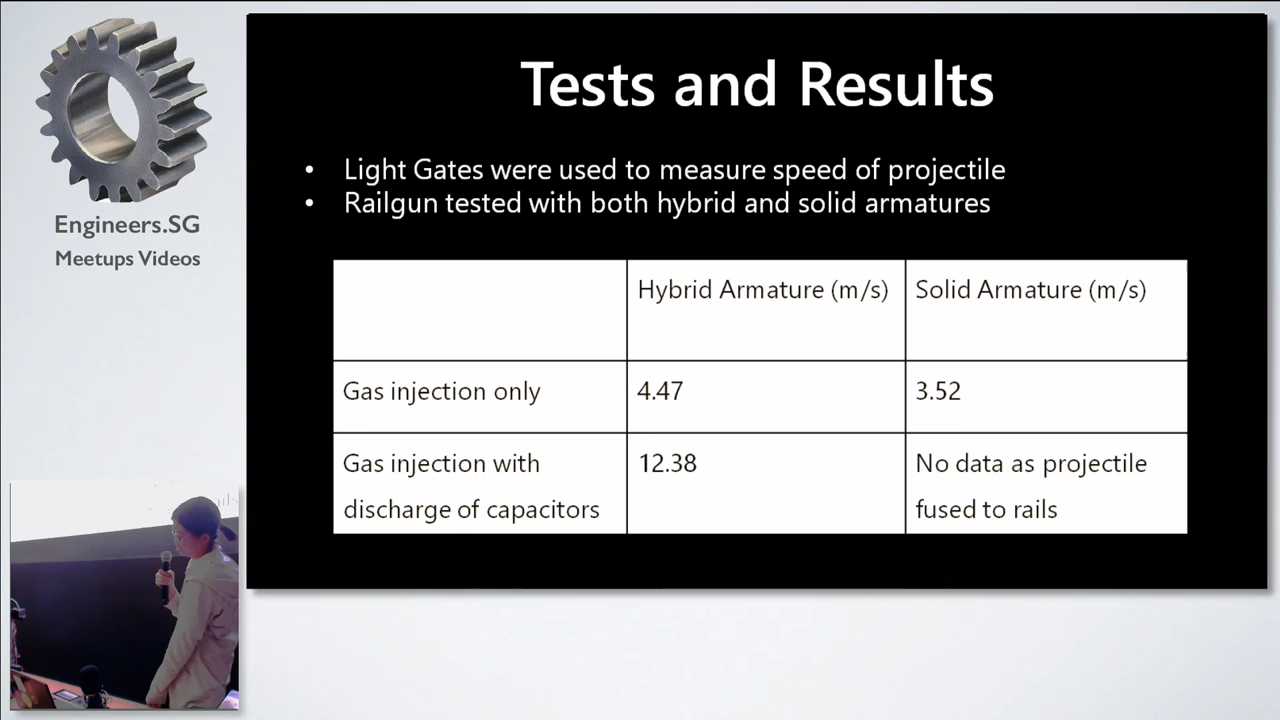 Engineers.SG
Meetups Videos
Tests and Results
• Light Gates were used to measure speed of projectile
• Railgun tested with both hybrid and solid armatures
Hybrid Armature (m/s) Solid Armature (m/s)
Gas injection only 4.47 3.52
Gas injection with 12.38 No data as projectile
discharge of capacitors fused to rails